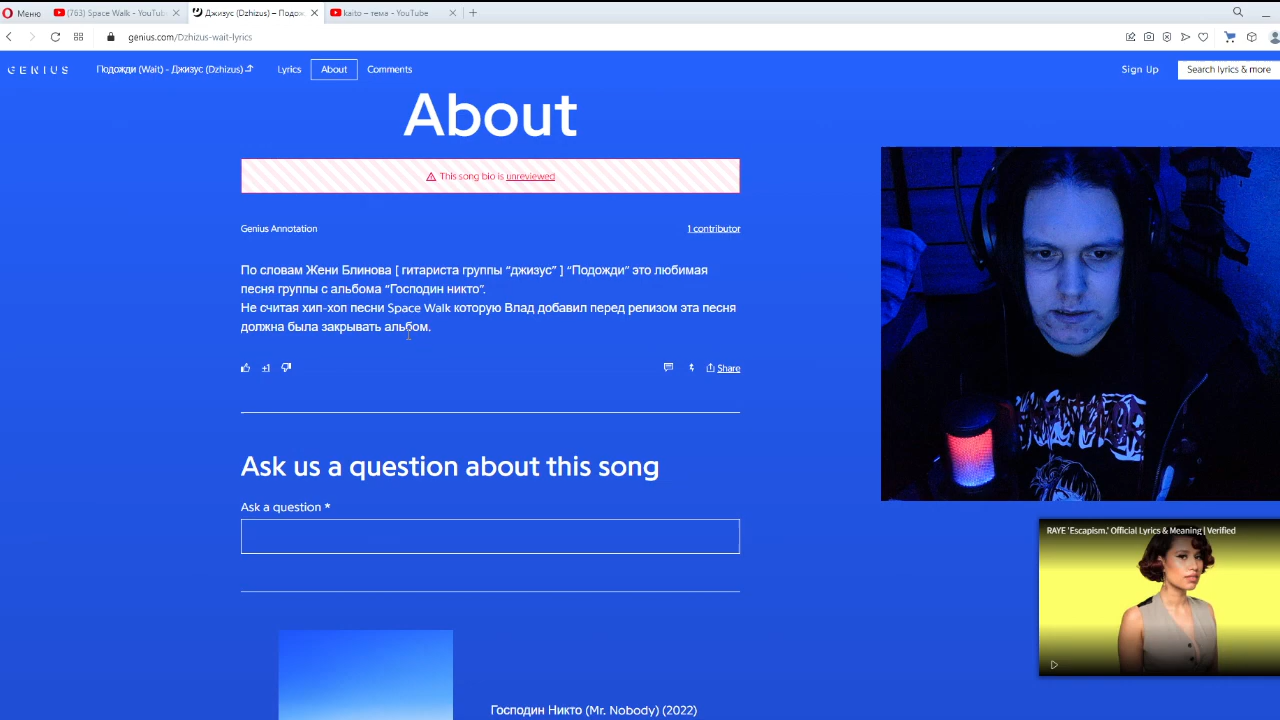 Меню
(763) Space Walk - YouTube
Джизус (Dzhizus) – Подож
kaito – тема - YouTube
genius.com/Dzhizus-wait-lyrics
GENIUS
Подожди (Wait) - Джизус (Dzhizus)
Lyrics
About
Comments
Sign Up
Search lyrics & more
About
This song bio is unreviewed
Genius Annotation
1 contributor
По словам Жени Блинова [ гитариста группы “джизус” ] “Подожди” это любимая
песня группы с альбома “Господин никто”.
Не считая хип-хоп песни Space Walk которую Влад добавил перед релизом эта песня
должна была закрывать альбом.
+1
Share
Ask us a question about this song
Ask a question *
RAYE 'Escapism.' Official Lyrics & Meaning | Verified
Господин Никто (Mr. Nobody) (2022)